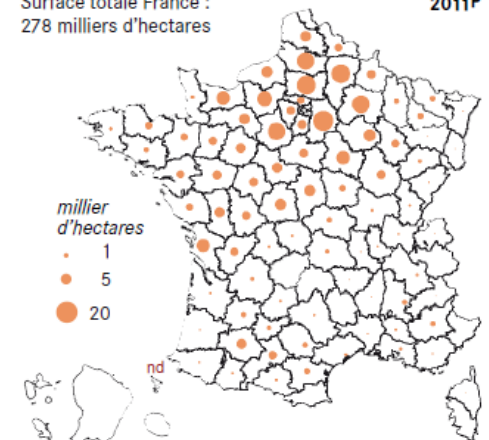 Surface totale France :
2011P
278 milliers d'hectares
millier
d'hectares
1
5
20
nd